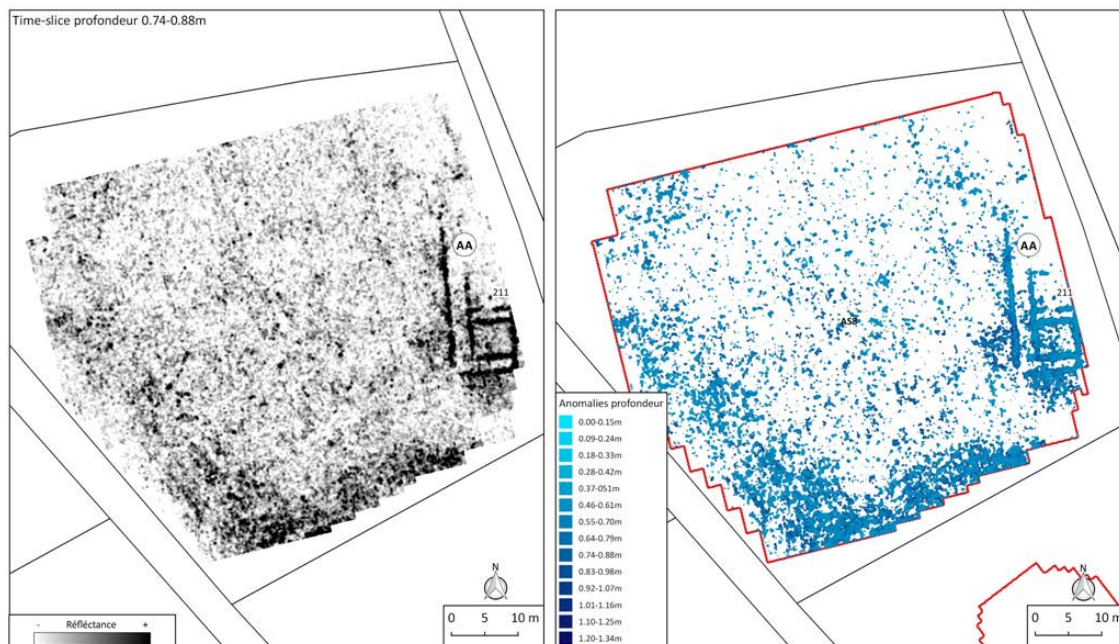 Time-slice profondeur 0.74-0.88m
AA
211
N
0 5 10 m
- Réfléctance +
AA
211
AS8
Anomalies profondeur
0.00-0.15m
0.09-0.24m
0.18-0.33m
0.28-0.42m
0.37-051m
0.46-0.61m
0.55-0.70m
0.64-0.79m
0.74-0.88m
0.83-0.98m
0.92-1.07m
1.01-1.16m
1.10-1.25m
1.20-1.34m
N
0 5 10 m